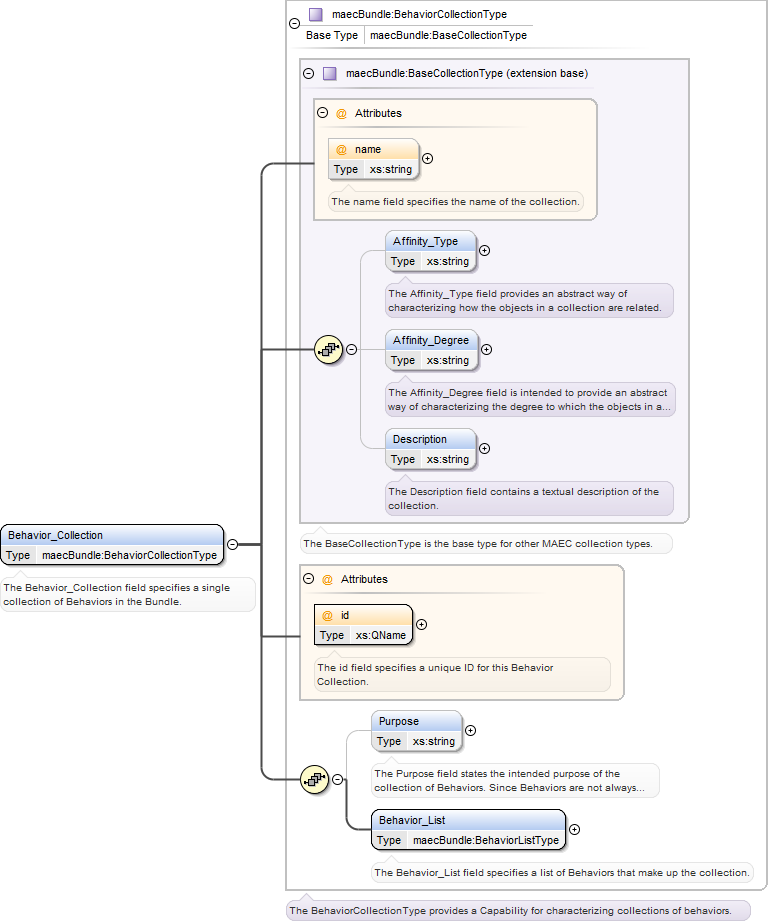 maecBundle:BehaviorCollectionType
Base Type maecBundle:BaseCollectionType
maecBundle:BaseCollectionType (extension base)
@ Attributes
@ name
Type xs:string
The name field specifies the name of the collection.
Affinity_Type
Type xs:string
The Affinity_Type field provides an abstract way of
characterizing how the objects in a collection are related.
Affinity_Degree
Type xs:string
The Affinity_Degree field is intended to provide an abstract
way of characterizing the degree to which the objects in a...
Description
Type xs:string
The Description field contains a textual description of the
collection.
Behavior_Collection
Type maecBundle:BehaviorCollectionType
The Behavior_Collection field specifies a single
collection of Behaviors in the Bundle.
The BaseCollectionType is the base type for other MAEC collection types.
@ Attributes
@ id
Type xs:QName
The id field specifies a unique ID for this Behavior
Collection.
Purpose
Type xs:string
The Purpose field states the intended purpose of the
collection of Behaviors. Since Behaviors are not always...
Behavior_List
Type maecBundle:BehaviorListType
The Behavior_List field specifies a list of Behaviors that make up the collection.
The BehaviorCollectionType provides a Capability for characterizing collections of behaviors.